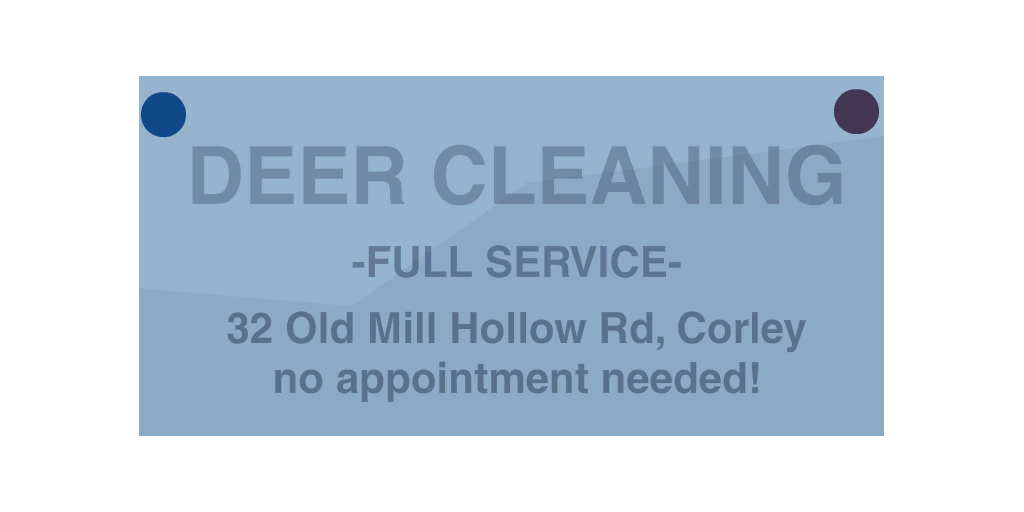 DEER CLEANING
-FULL SERVICE-
32 Old Mill Hollow Rd, Corley
no appointment needed!